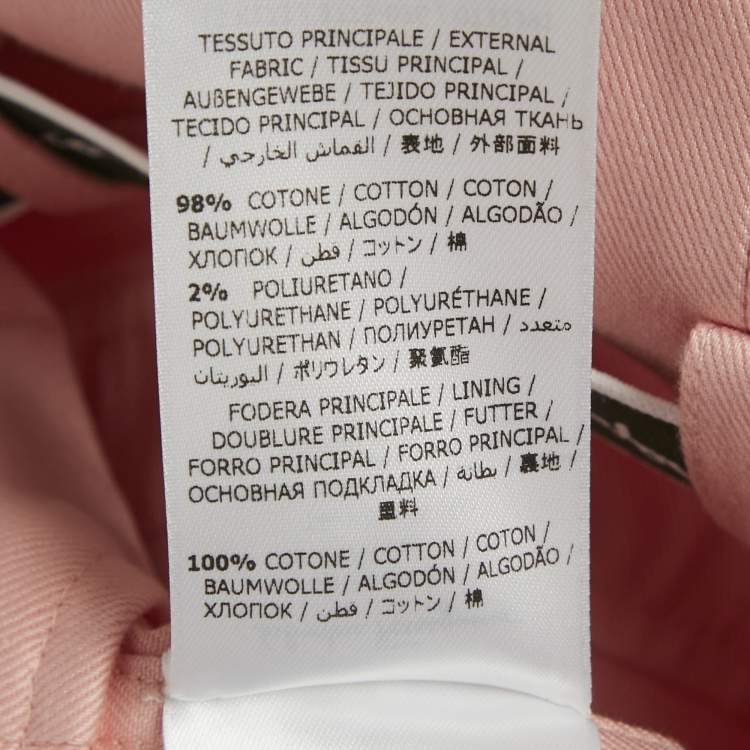 TESSUTO PRINCIPALE / EXTERNAL
FABRIC / TISSU PRINCIPAL /
AUßENGEWEBE / TEJIDO PRINCIPAL /
TECIDO PRINCIPAL / ОСНОВНАЯ ТКАНЬ
/ القماش الخارجي / 表地 / 外部面料
98% COTONE / COTTON / COTON /
BAUMWOLLE / ALGODÓN / ALGODÃO /
ХЛОПОК / قطن / コットン / 棉
2% POLIURETANO /
POLYURETHANE / POLYURÉTHANE /
POLYURETHAN / ПОЛИУРЕТАН / متعدد
البوريتان / ポリウレタン / 聚氨酯
FODERA PRINCIPALE / LINING /
DOUBLURE PRINCIPALE / FUTTER /
FORRO PRINCIPAL / FORRO PRINCIPAL /
ОСНОВНАЯ ПОДКЛАДКА / بطانة / 裏地 /
里料
100% COTONE / COTTON / COTON /
BAUMWOLLE / ALGODÓN / ALGODÃO /
ХЛОПОК / قطن / コットン / 棉